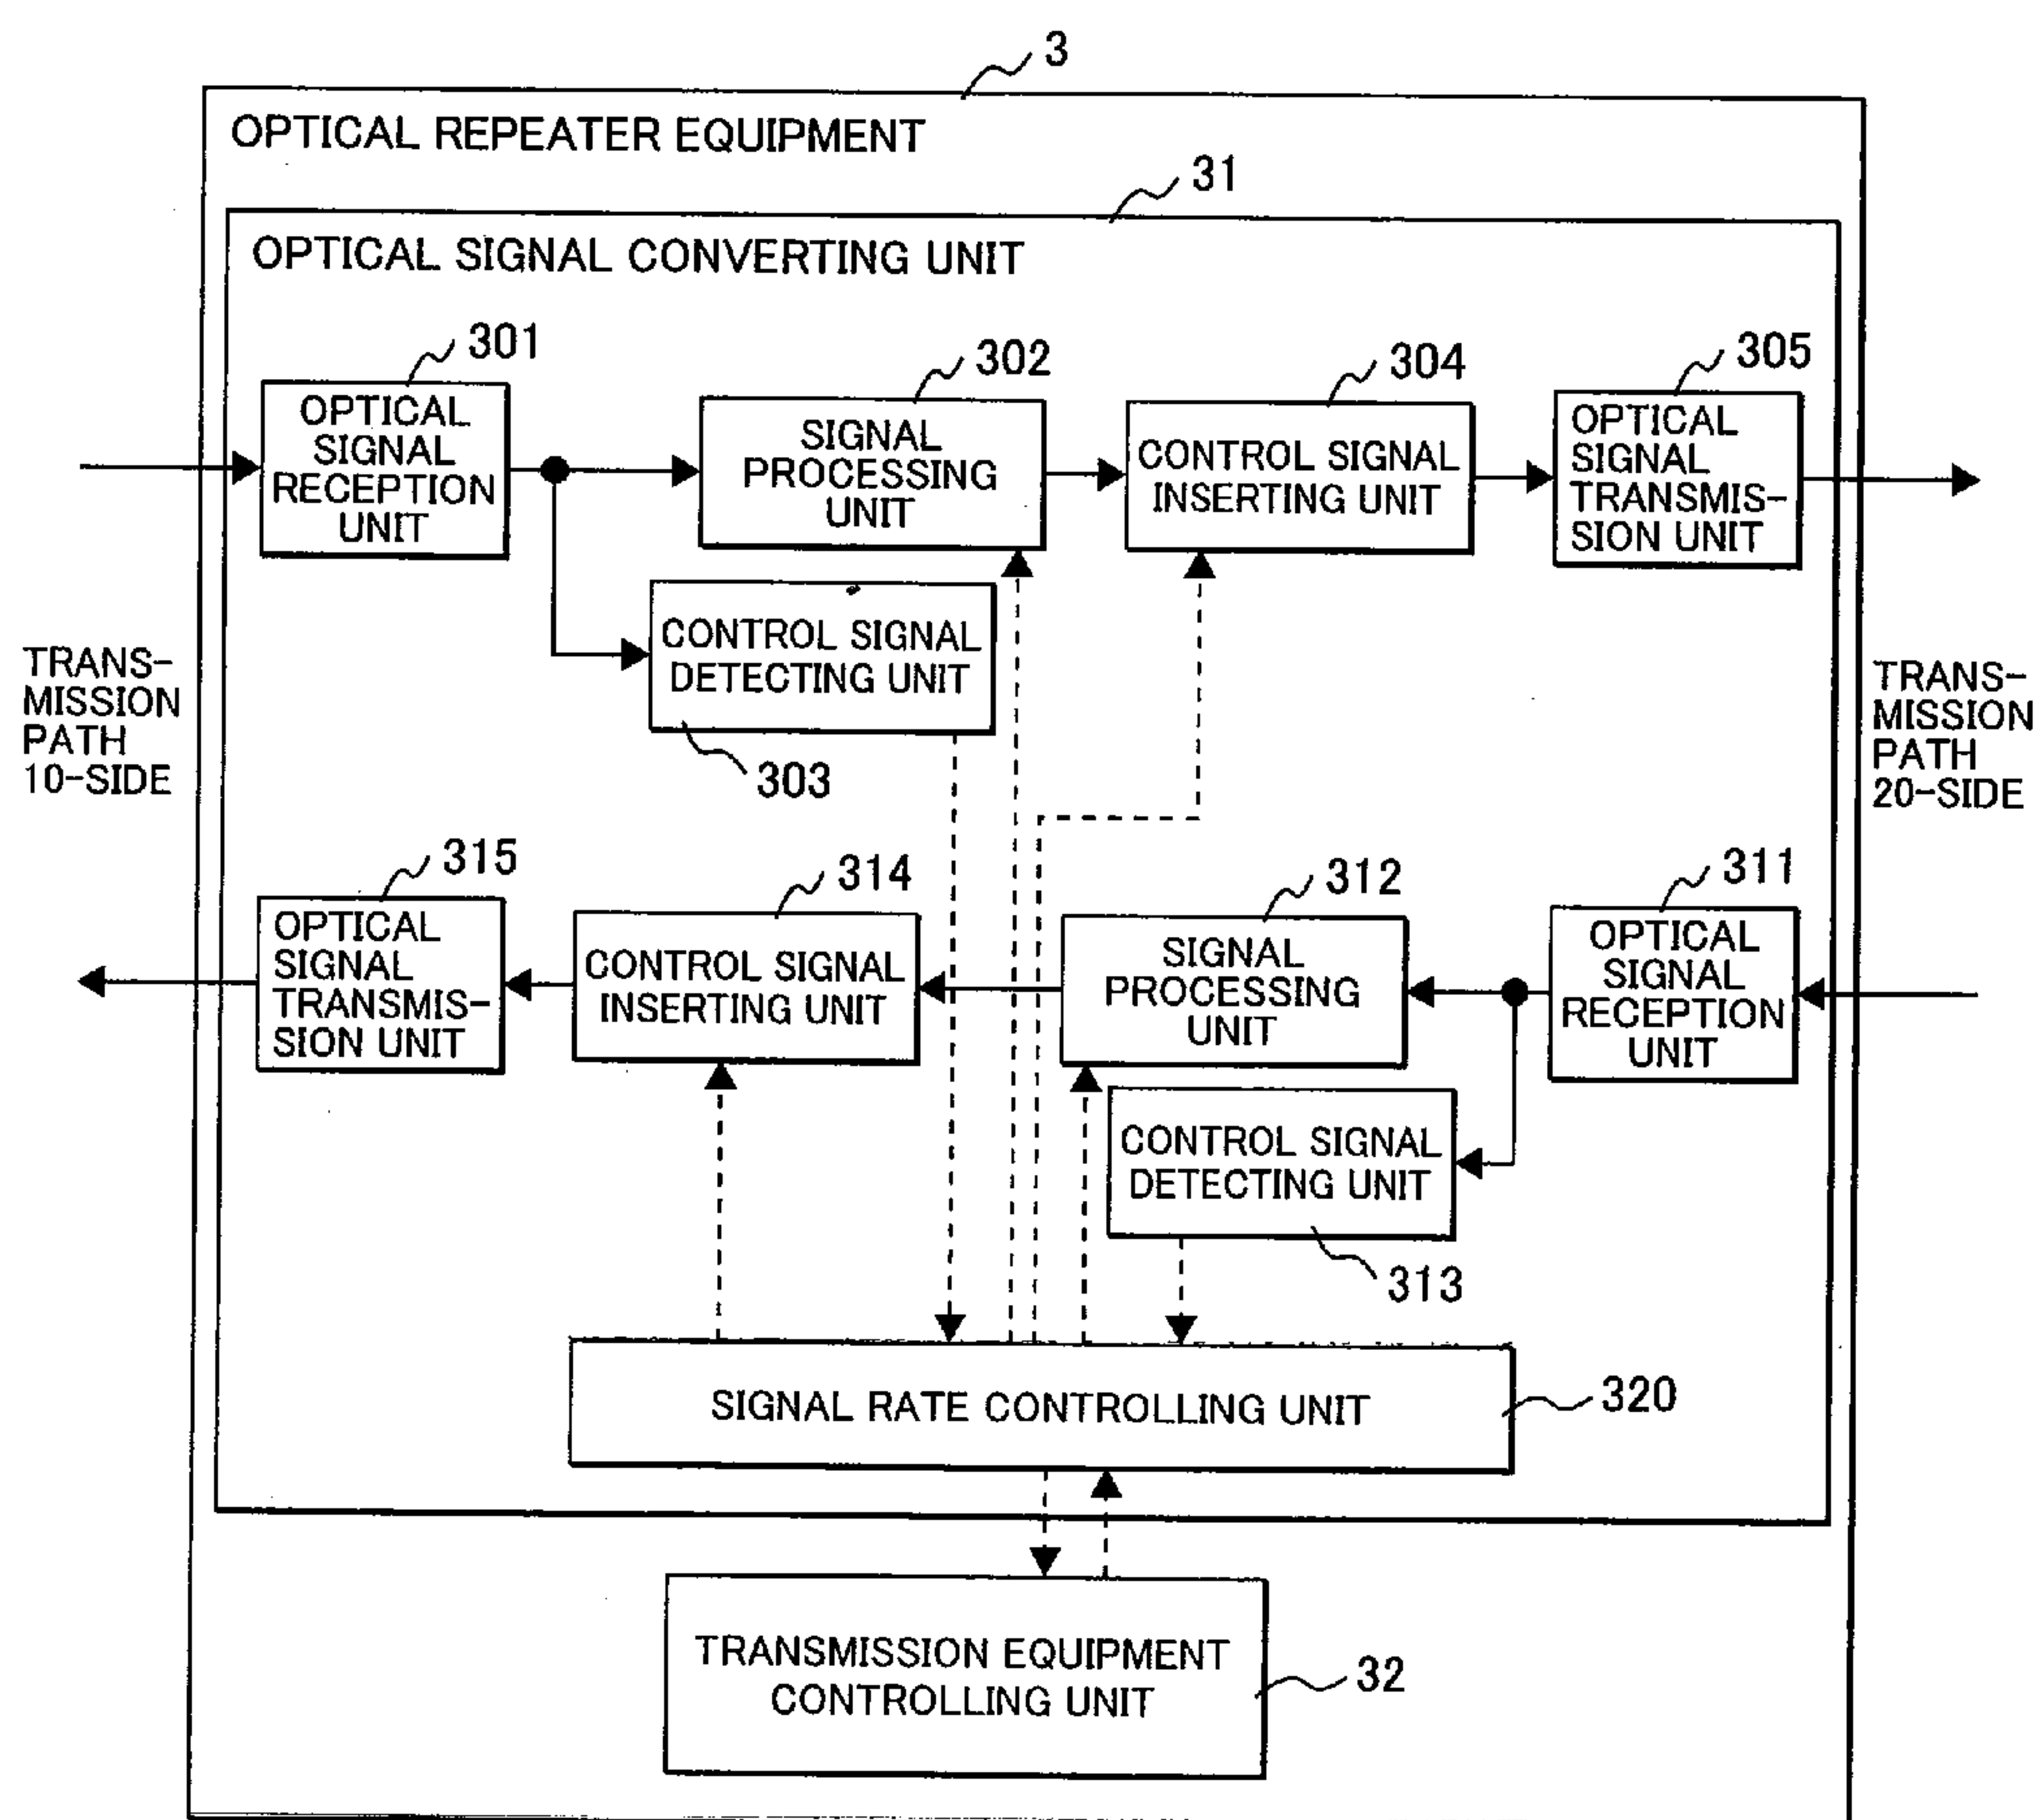 3
OPTICAL REPEATER EQUIPMENT
31
OPTICAL SIGNAL CONVERTING UNIT
301
OPTICAL
SIGNAL
RECEPTION
UNIT
302
SIGNAL
PROCESSING
UNIT
304
CONTROL SIGNAL
INSERTING UNIT
305
OPTICAL
SIGNAL
TRANSMIS-
SION UNIT
CONTROL SIGNAL
DETECTING UNIT
303
TRANS-
MISSION
PATH
10-SIDE
TRANS-
MISSION
PATH
20-SIDE
315
OPTICAL
SIGNAL
TRANSMIS-
SION UNIT
314
CONTROL SIGNAL
INSERTING UNIT
312
SIGNAL
PROCESSING
UNIT
311
OPTICAL
SIGNAL
RECEPTION
UNIT
CONTROL SIGNAL
DETECTING UNIT
313
SIGNAL RATE CONTROLLING UNIT
320
TRANSMISSION EQUIPMENT
CONTROLLING UNIT
32